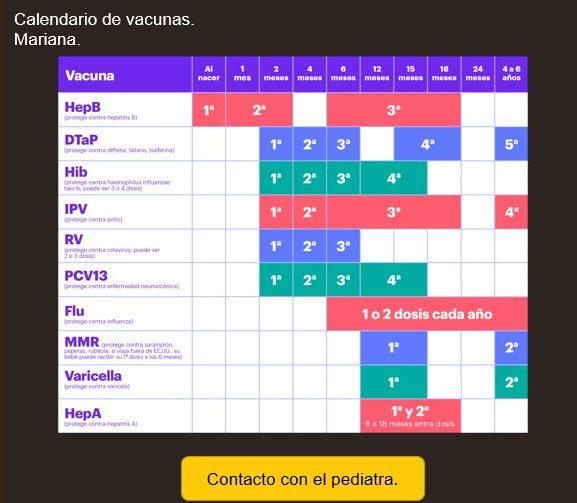 Calendario de vacunas.
Mariana.
Vacuna
Al nacer
1 mes
2 meses
4 meses
6 meses
12 meses
15 meses
18 meses
24 meses
4 a 6 años
HepB
(protege contra hepatitis B)
1ª 2ª 3ª
DTaP
(protege contra difteria, tétano, tosferina)
1ª 2ª 3ª 4ª 5ª
Hib
(protege contra haemophilus influenzae
tipo b; puede ser 3 o 4 dosis)
1ª 2ª 3ª 4ª
IPV
(protege contra polio)
1ª 2ª 3ª 4ª
RV
(protege contra rotavirus; puede ser
2 o 3 dosis)
1ª 2ª 3ª
PCV13
(protege contra enfermedad neumocócica)
1ª 2ª 3ª 4ª
Flu
(protege contra influenza)
1 o 2 dosis cada año
MMR (protege contra sarampión,
paperas, rubéola; si viaja fuera de EE.UU., su
bebé puede recibir su 1ª dosis a los 6 meses)
1ª 2ª
Varicella
(protege contra varicela)
1ª 2ª
HepA
(protege contra hepatitis A)
1ª y 2ª
6 a 18 meses entre dosis
Contacto con el pediatra.